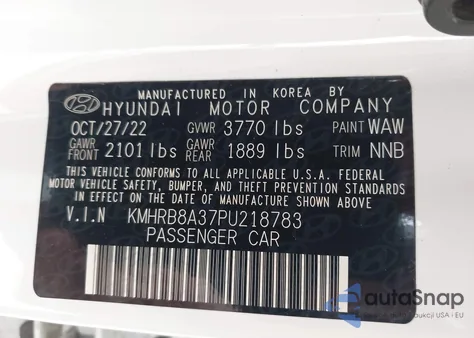 MANUFACTURED IN KOREA BY
HYUNDAI MOTOR COMPANY
OCT/27/22 GVWR 3770 lbs PAINT WAW
GAWR FRONT 2101 lbs GAWR REAR 1889 lbs TRIM NNB
THIS VEHICLE CONFORMS TO ALL APPLICABLE U.S.A. FEDERAL
MOTOR VEHICLE SAFETY, BUMPER, AND THEFT PREVENTION STANDARDS
IN EFFECT ON THE DATE OF MANUFACTURE SHOWN ABOVE.
V.I.N KMHRB8A37PU218783
PASSENGER CAR
autoSnap
USA - EU